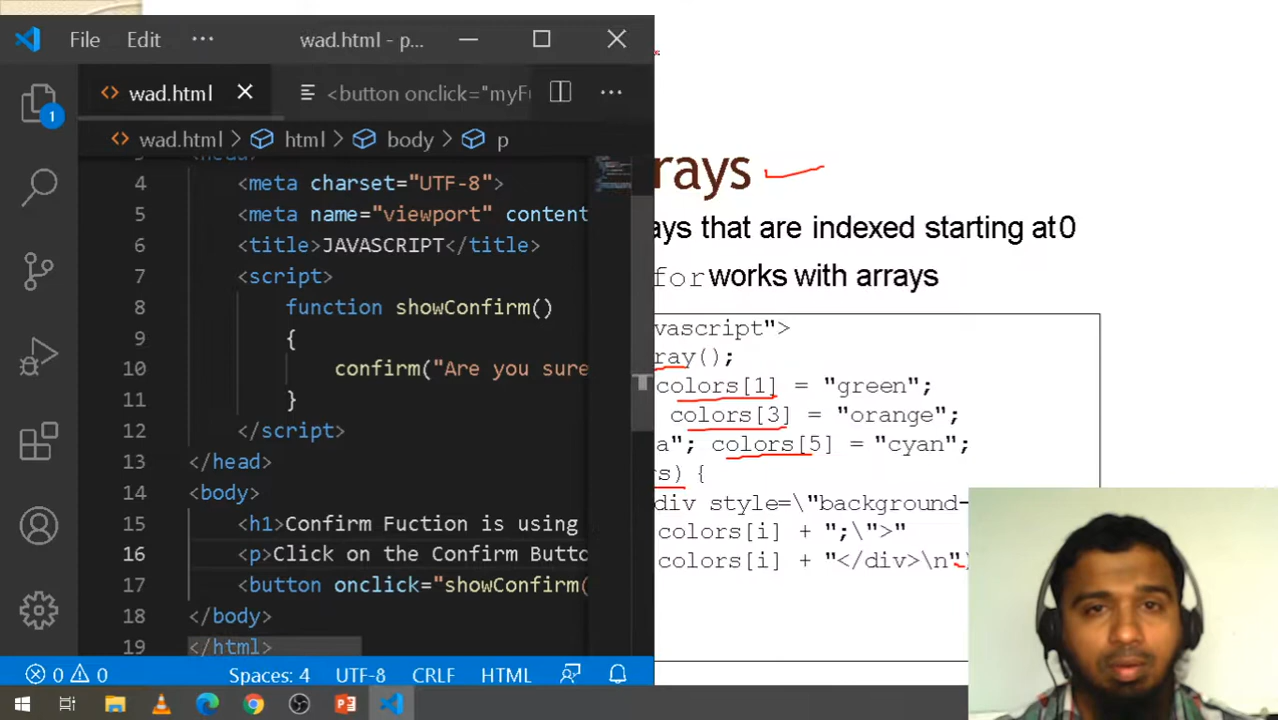 File Edit ··· wad.html - p...
wad.html <button onclick="myFu ···
1
wad.html > html > body > p
4 <meta charset="UTF-8">
5 <meta name="viewport" content
6 <title>JAVASCRIPT</title>
7 <script>
8 function showConfirm()
9 {
10 confirm("Are you sure
11 }
12 </script>
13 </head>
14 <body>
15 <h1>Confirm Fuction is using
16 <p>Click on the Confirm Butto
17 <button onclick="showConfirm(
18 </body>
19 </html>
0 0 Spaces: 4 UTF-8 CRLF HTML
rrays
ays that are indexed starting at 0
for works with arrays
vascript">
ray();
colors[1] = "green";
colors[3] = "orange";
a"; colors[5] = "cyan";
rs) {
div style=\"background-
colors[i] + ";\">"
colors[i] + "</div>\n")